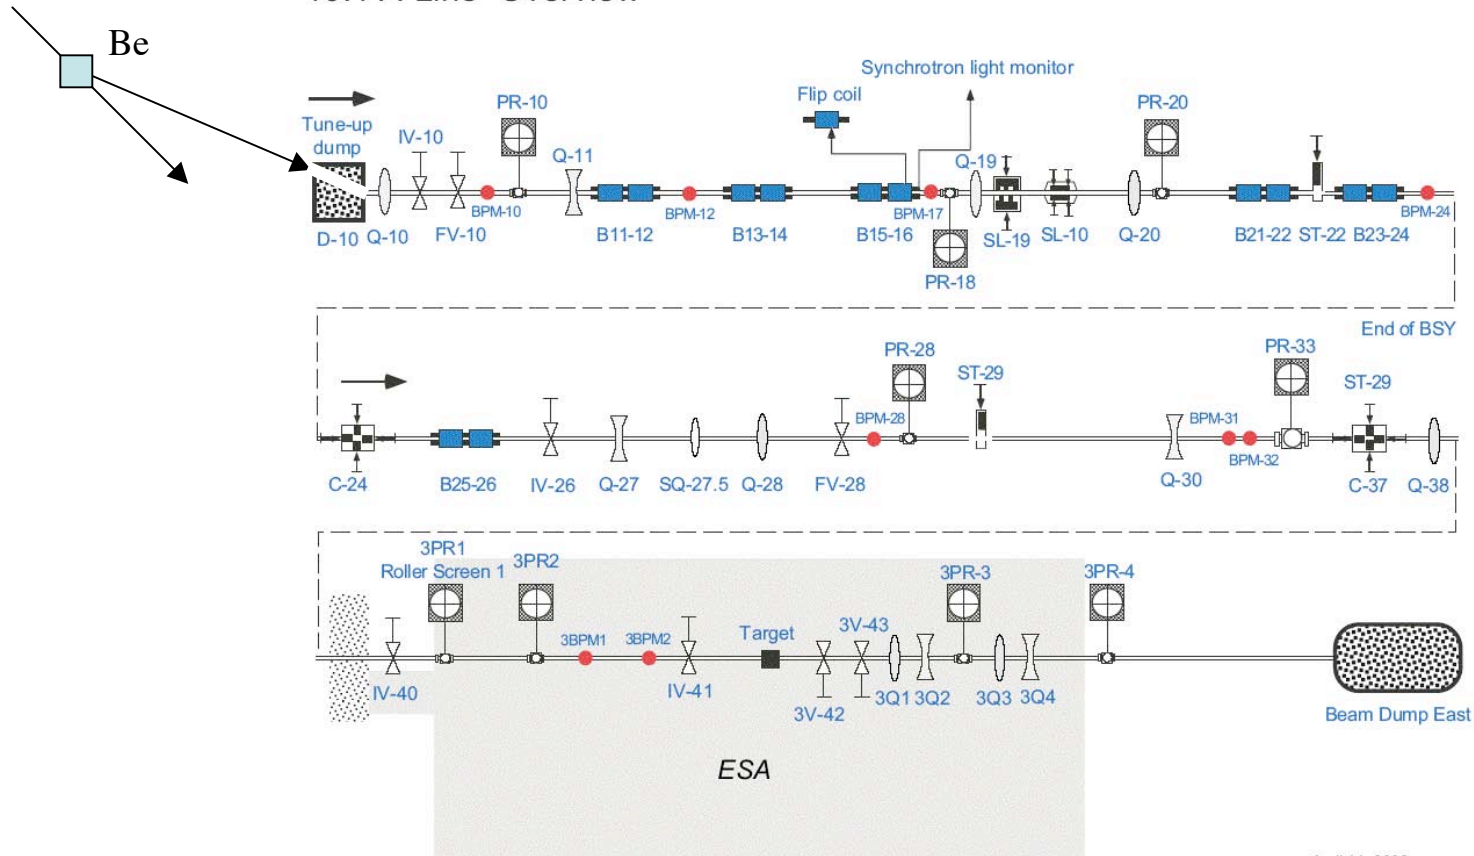 Be
Synchrotron light monitor
Flip coil
PR-10
PR-20
Tune-up
dump
IV-10
Q-11
Q-19
BPM-10
BPM-12
BPM-17
BPM-24
D-10
Q-10
FV-10
B11-12
B13-14
B15-16
SL-19
SL-10
Q-20
B21-22
ST-22
B23-24
PR-18
End of BSY
PR-28
PR-33
ST-29
ST-29
BPM-28
BPM-31
BPM-32
C-24
B25-26
IV-26
Q-27
SQ-27.5
Q-28
FV-28
Q-30
C-37
Q-38
3PR1
Roller Screen 1
3PR2
3PR-3
3PR-4
3BPM1
3BPM2
Target
3V-43
IV-40
IV-41
3V-42
3Q1
3Q2
3Q3
3Q4
Beam Dump East
ESA